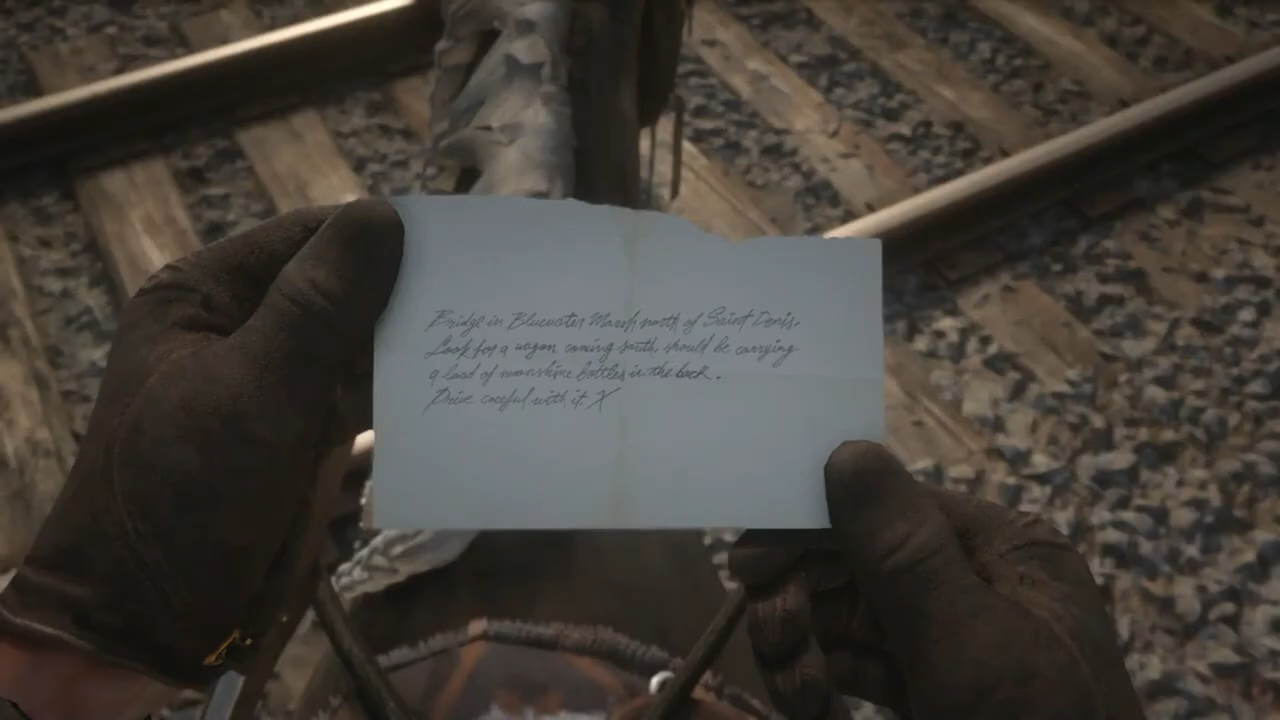 Bridge in Bluewater Marsh north of Saint Denis.
Look for a wagon coming south, should be carrying
a load of moonshine bottles in the back.
Drive careful with it. X